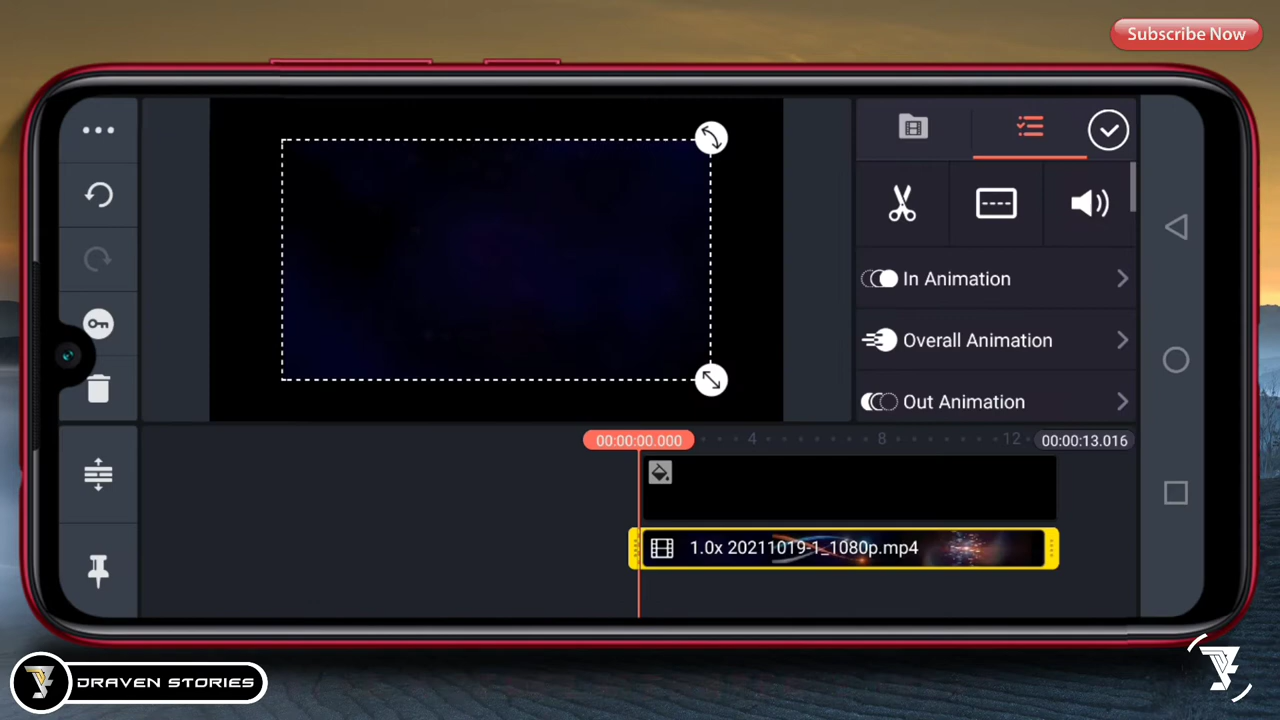 Subscribe Now
In Animation
Overall Animation
Out Animation
00:00:00.000
4
8
12
00:00:13.016
1.0x 20211019-1_1080p.mp4
DRAVEN STORIES